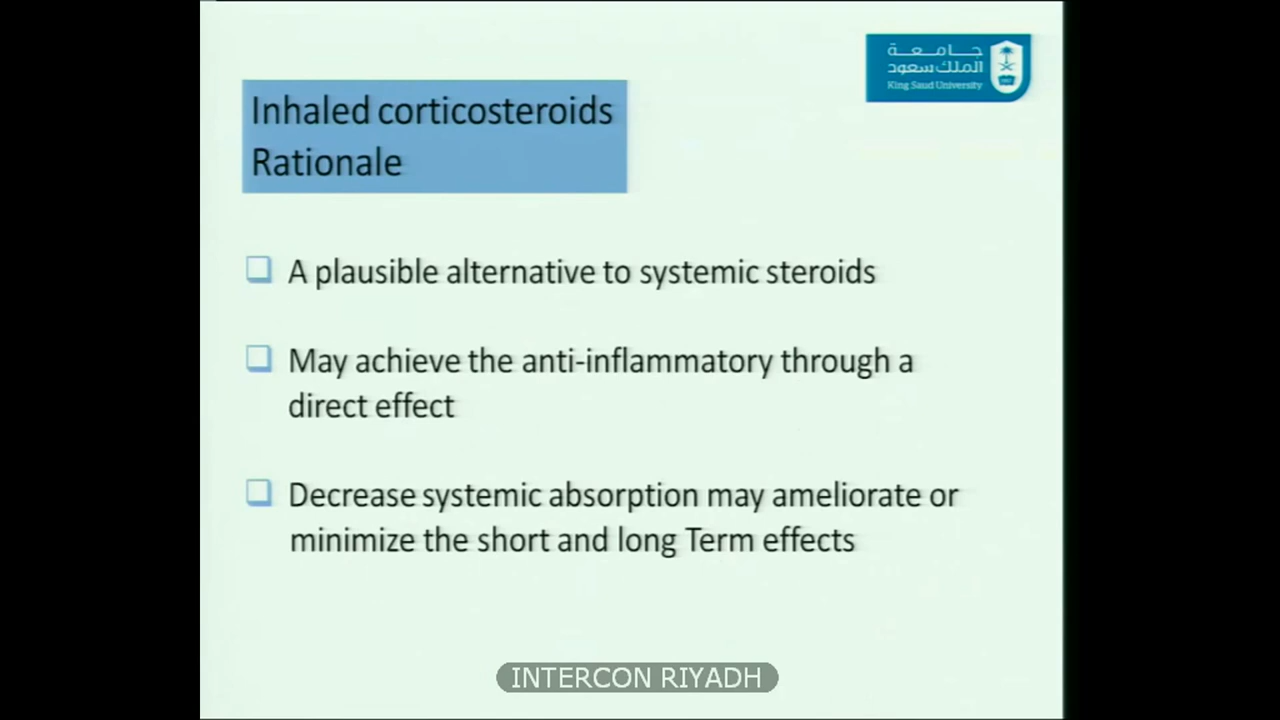 جامعة
الملك سعود
King Saud University
Inhaled corticosteroids
Rationale
A plausible alternative to systemic steroids
May achieve the anti-inflammatory through a
direct effect
Decrease systemic absorption may ameliorate or
minimize the short and long Term effects
INTERCON RIYADH